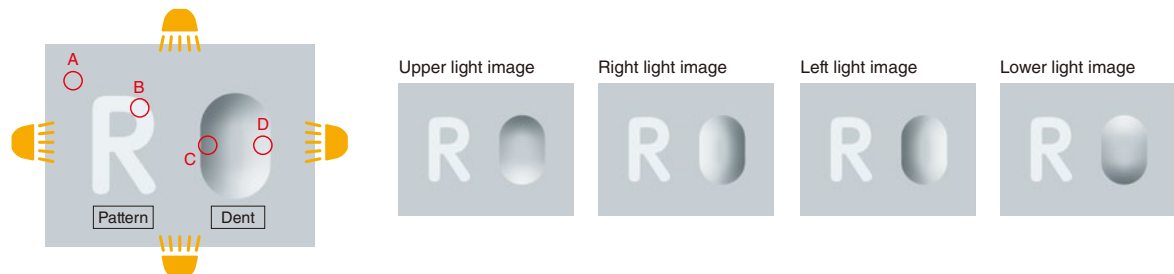 A
B
R
C
D
Pattern
Dent
Upper light image
R
Right light image
R
Left light image
R
Lower light image
R